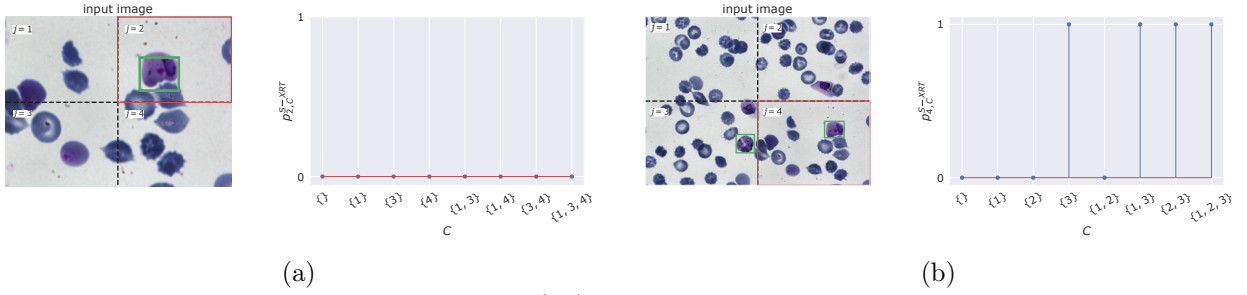 input image
j = 1
j = 2
j = 3
j = 4
1
0
p_{2,C}^{S-XRT}
{}
{1}
{3}
{4}
{1, 3}
{1, 4}
{3, 4}
{1, 3, 4}
C
(a)
input image
j = 1
j = 2
j = 3
j = 4
1
0
p_{4,C}^{S-XRT}
{}
{1}
{2}
{3}
{1, 2}
{1, 3}
{2, 3}
{1, 2, 3}
C
(b)